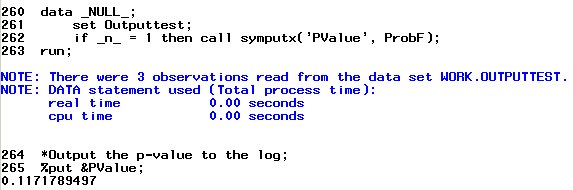 260  data _NULL_;
261      set Outputtest;
262      if _n_ = 1 then call symputx('PValue', ProbF);
263  run;
NOTE: There were 3 observations read from the data set WORK.OUTPUTTEST.
NOTE: DATA statement used (Total process time):
      real time           0.00 seconds
      cpu time            0.00 seconds
264  *Output the p-value to the log;
265  %put &PValue;
0.1171789497